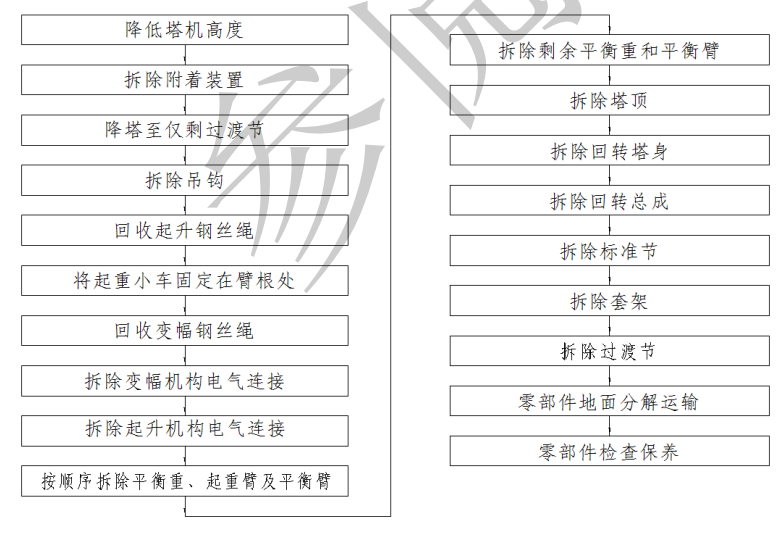 降低塔机高度
拆除附着装置
降塔至仅剩过渡节
拆除吊钩
回收起升钢丝绳
将起重小车固定在臂根处
回收变幅钢丝绳
拆除变幅机构电气连接
拆除起升机构电气连接
按顺序拆除平衡重、起重臂及平衡臂
拆除剩余平衡重和平衡臂
拆除塔顶
拆除回转塔身
拆除回转总成
拆除标准节
拆除套架
拆除过渡节
零部件地面分解运输
零部件检查保养